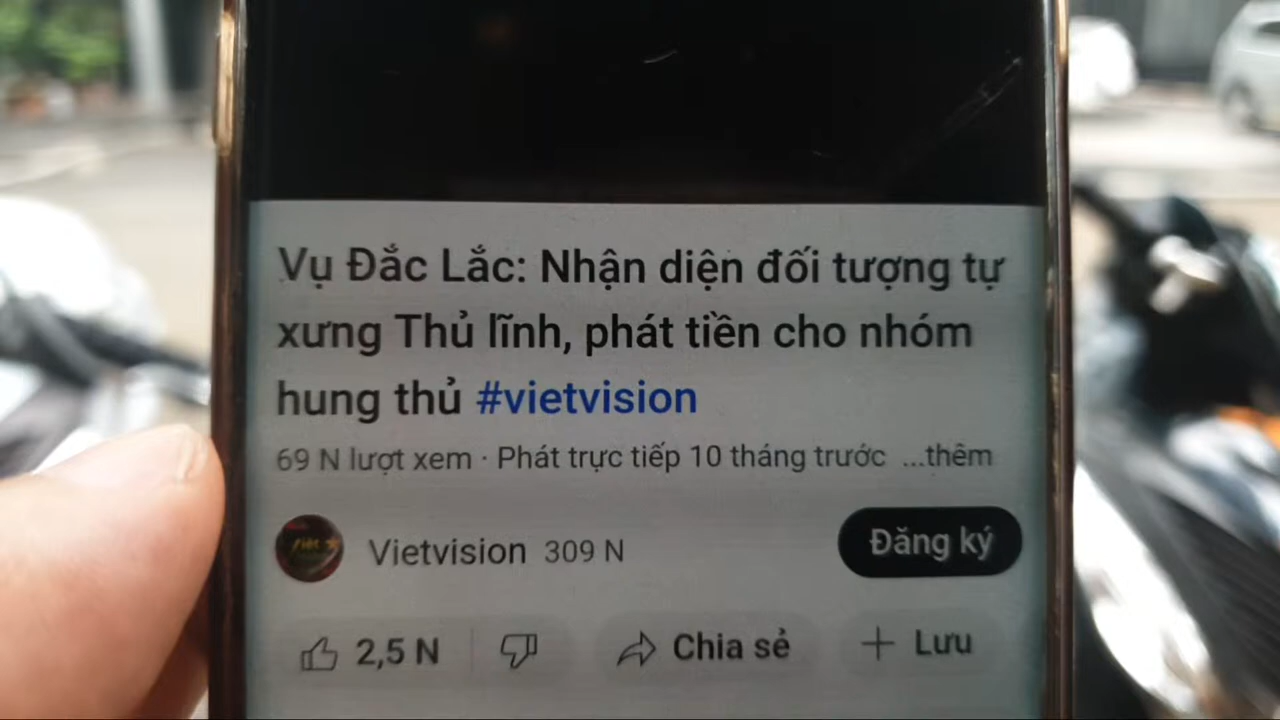 Vụ Đắc Lắc: Nhận diện đối tượng tự
xưng Thủ lĩnh, phát tiền cho nhóm
hung thủ #vietvision
69 N lượt xem · Phát trực tiếp 10 tháng trước ...thêm
Vietvision 309 N
Đăng ký
2,5 N
Chia sẻ
Lưu